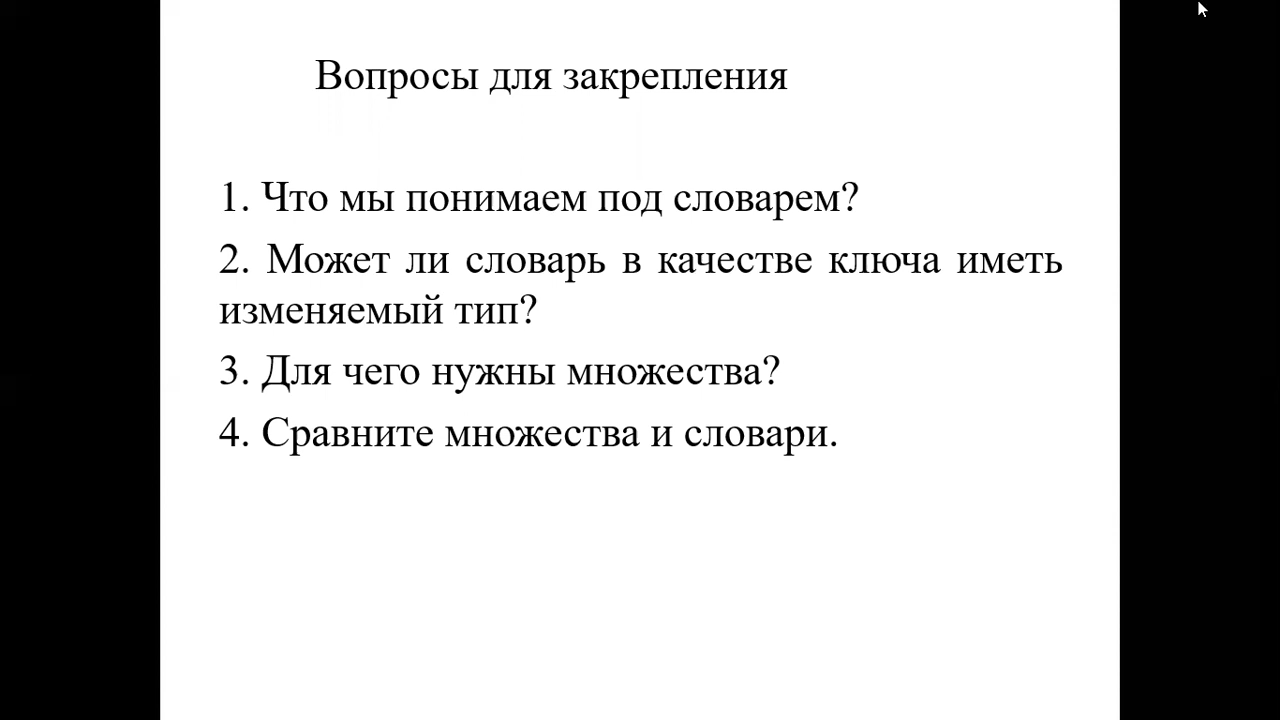 Вопросы для закрепления
1. Что мы понимаем под словарем?
2. Может ли словарь в качестве ключа иметь
изменяемый тип?
3. Для чего нужны множества?
4. Сравните множества и словари.